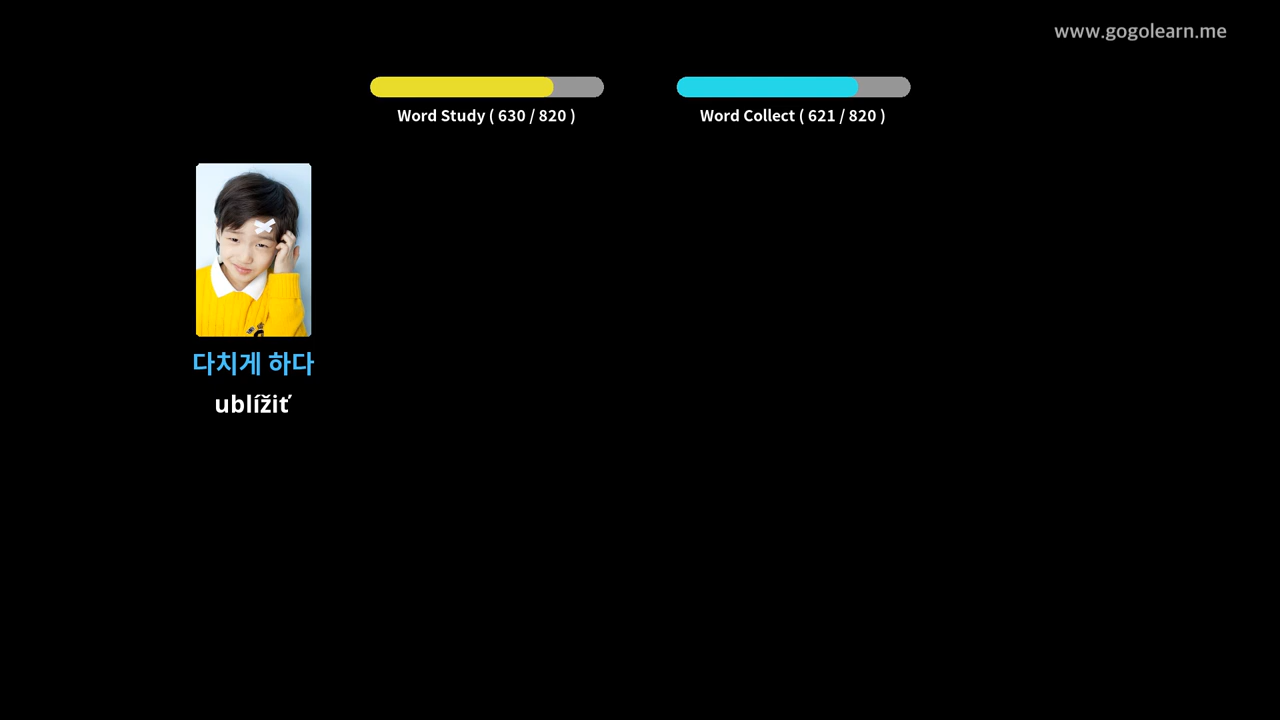 www.gogolearn.me
Word Study ( 630 / 820 )
Word Collect ( 621 / 820 )
다치게 하다
ublížiť